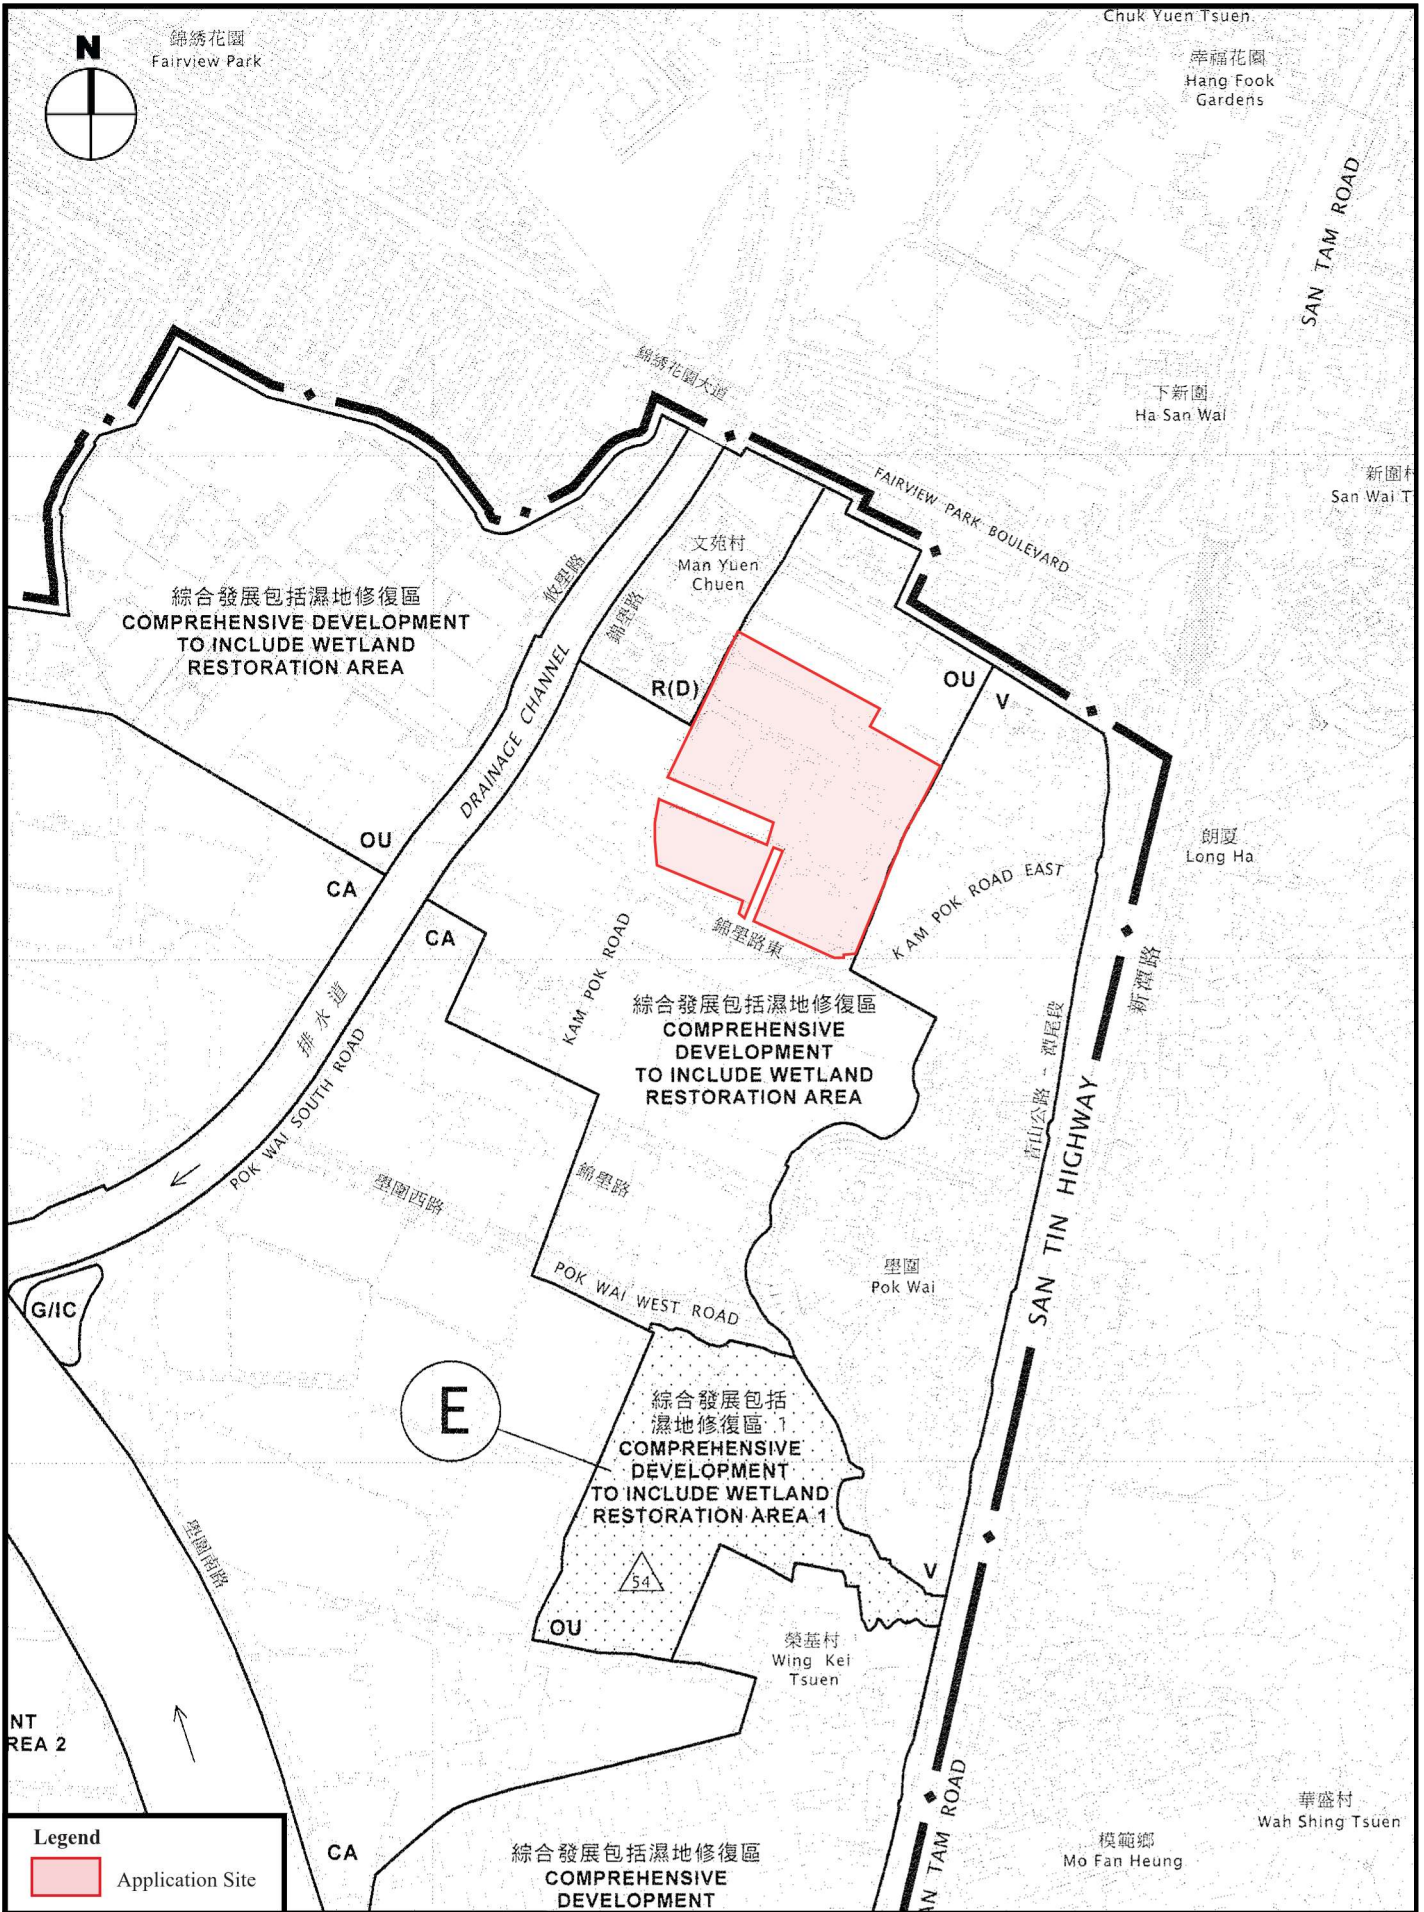 Chuk Yuen Tsuen
N
錦綉花園
Fairview Park
幸福花園
Hang Fook
Gardens
SAN TAM ROAD
錦綉花園大道
下新圍
Ha San Wai
FAIRVIEW PARK BOULEVARD
新圍村
San Wai T
文苑村
Man Yuen
Chuen
攸壆路
錦壆路
綜合發展包括濕地修復區
COMPREHENSIVE DEVELOPMENT
TO INCLUDE WETLAND
RESTORATION AREA
R(D)
OU
V
DRAINAGE CHANNEL
OU
CA
CA
朗廈
Long Ha
KAM POK ROAD EAST
錦壆路東
KAM POK ROAD
新潭路
綜合發展包括濕地修復區
COMPREHENSIVE
DEVELOPMENT
TO INCLUDE WETLAND
RESTORATION AREA
排水道
POK WAI SOUTH ROAD
青山公路 - 潭尾段
SAN TIN HIGHWAY
壆圍西路
錦壆路
壆圍
Pok Wai
POK WAI WEST ROAD
G/IC
E
綜合發展包括
濕地修復區 1
COMPREHENSIVE
DEVELOPMENT
TO INCLUDE WETLAND
RESTORATION AREA 1
54
壆圍南路
V
OU
榮基村
Wing Kei
Tsuen
NT
REA 2
AN TAM ROAD
華盛村
Wah Shing Tsuen
模範鄉
Mo Fan Heung
CA
綜合發展包括濕地修復區
COMPREHENSIVE
DEVELOPMENT
Legend
Application Site